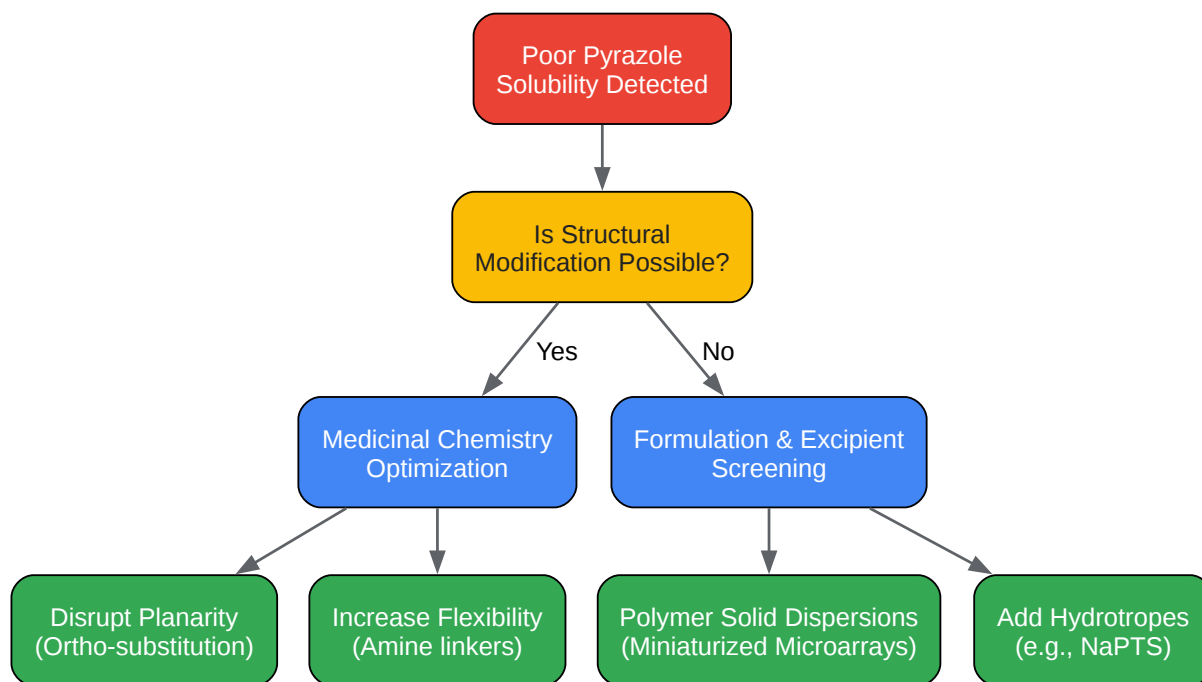 Poor Pyrazole
Solubility Detected
Is Structural
Modification Possible?
Yes
No
Medicinal Chemistry
Optimization
Formulation & Excipient
Screening
Disrupt Planarity
(Ortho-substitution)
Increase Flexibility
(Amine linkers)
Polymer Solid Dispersions
(Miniaturized Microarrays)
Add Hydrotropes
(e.g., NaPTS)